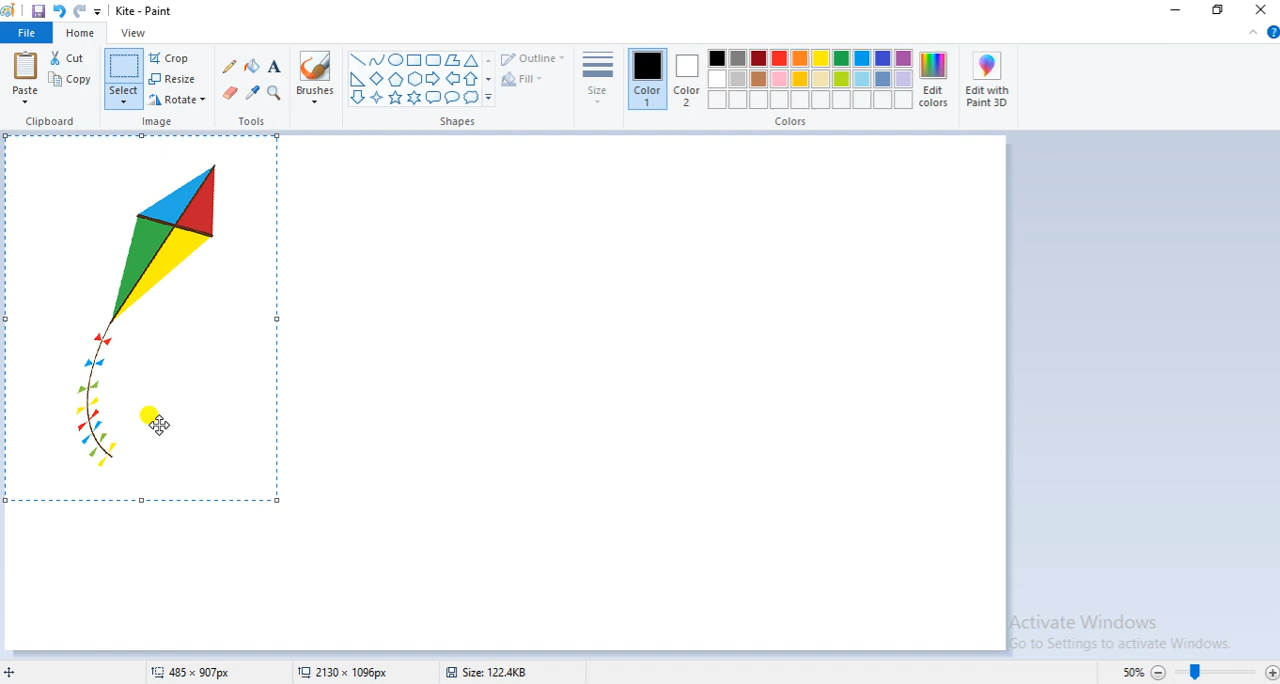 Kite - Paint
File Home View
Paste Cut Copy
Clipboard
Select Crop Resize Rotate
Image
A
Tools
Brushes
Outline Fill
Shapes
Size
Color 1 Color 2
Edit colors
Colors
Edit with Paint 3D
Activate Windows
Go to Settings to activate Windows.
485 × 907px 2130 × 1096px Size: 122.4KB 50%